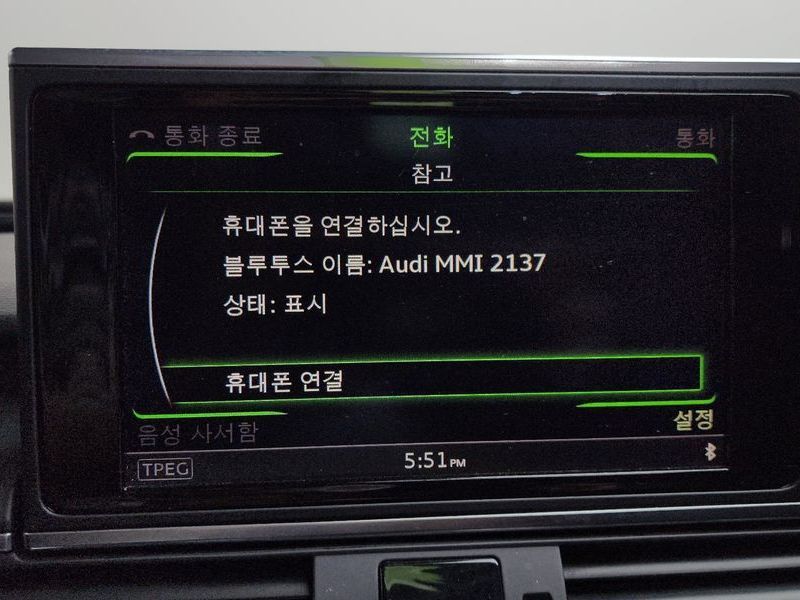 통화 종료 전화 통화
참고
휴대폰을 연결하십시오.
블루투스 이름: Audi MMI 2137
상태: 표시
휴대폰 연결
음성 사서함 설정
TPEG 5:51 PM